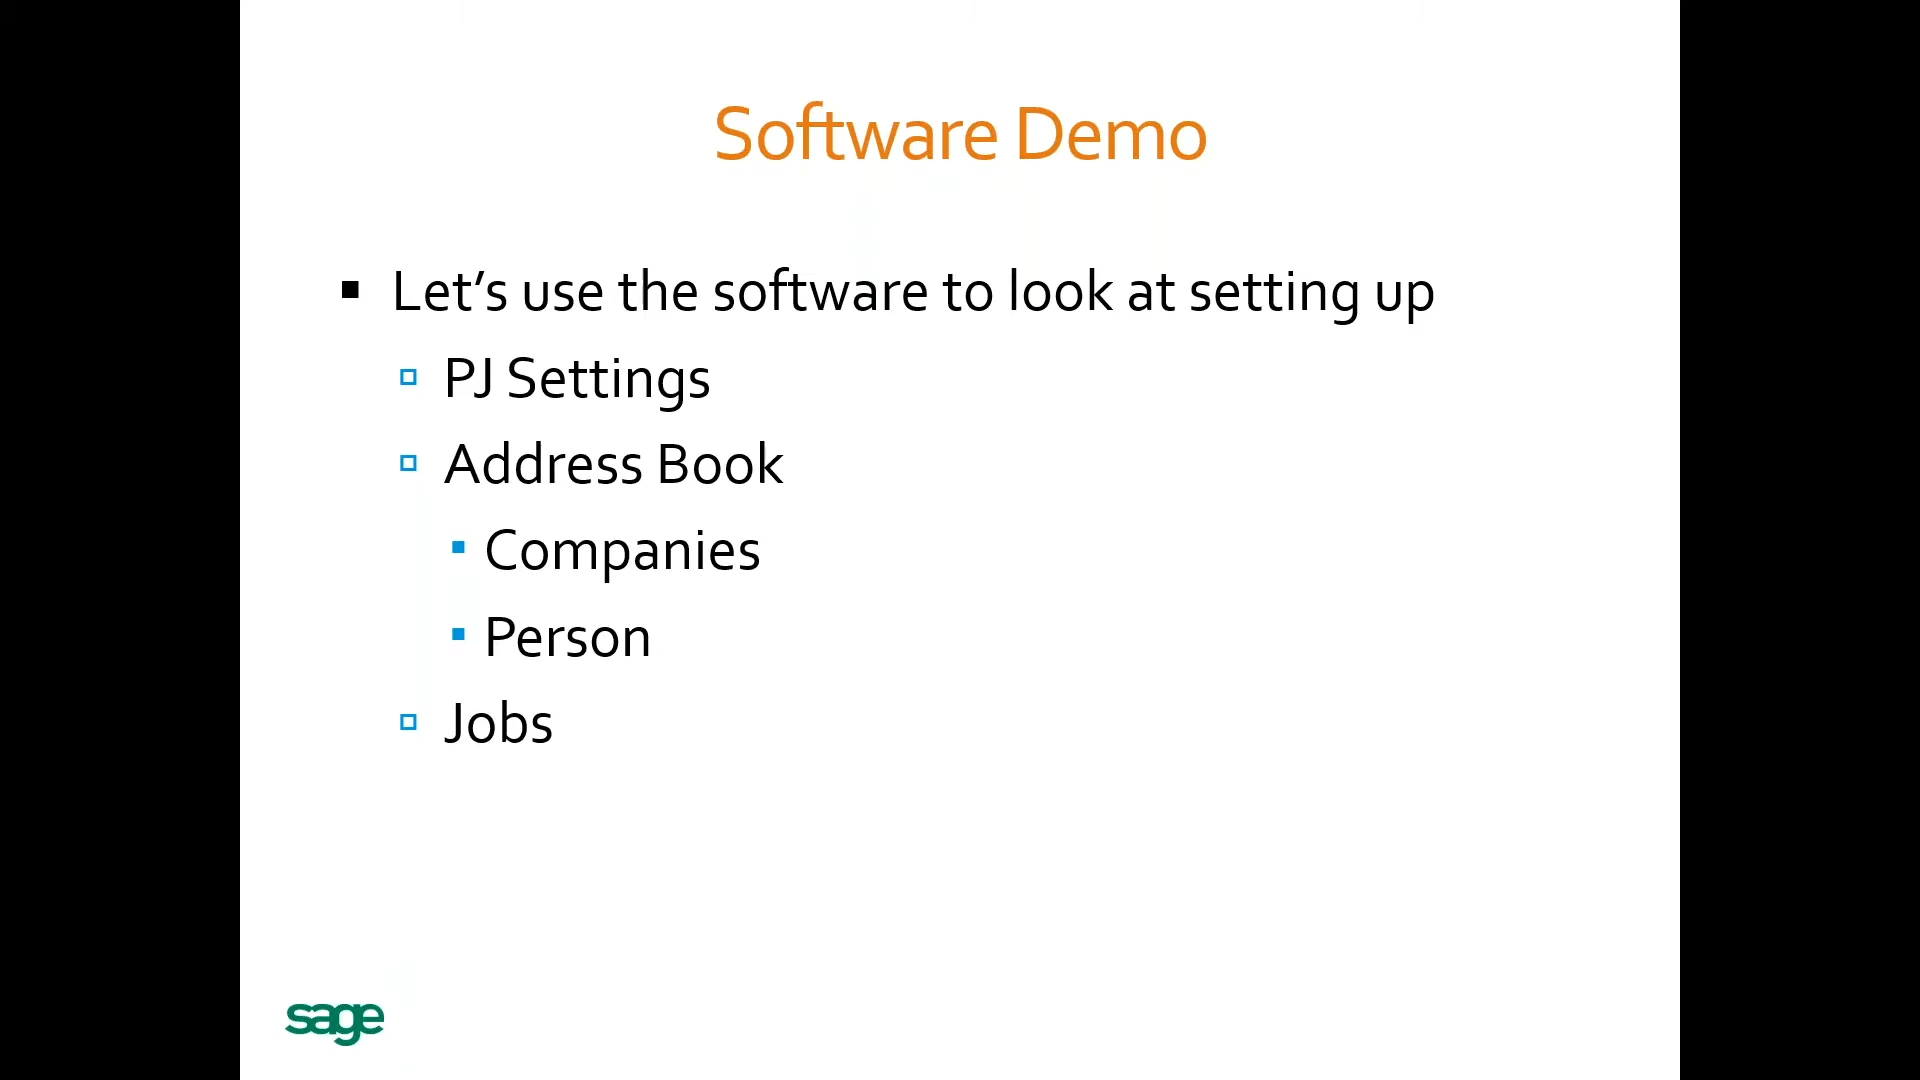 Software Demo
Let’s use the software to look at setting up
PJ Settings
Address Book
Companies
Person
Jobs
sage